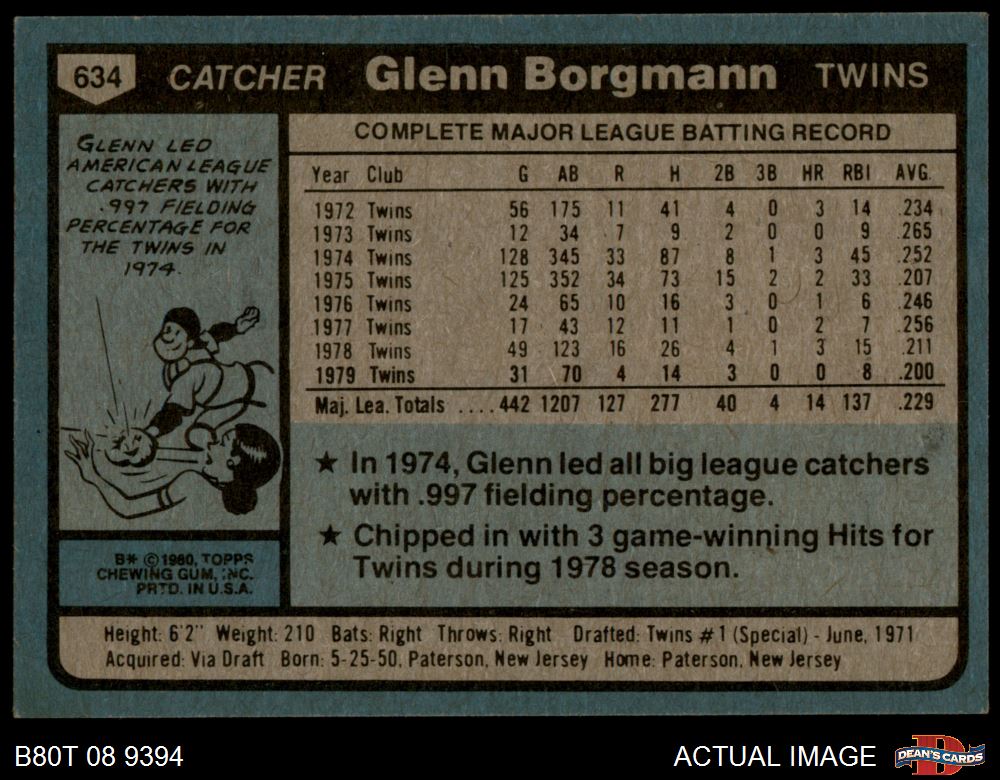 634 CATCHER Glenn Borgmann TWINS
GLENN LED
AMERICAN LEAGUE
CATCHERS WITH
.997 FIELDING
PERCENTAGE FOR
THE TWINS IN
1974.
B* © 1980, TOPPS
CHEWING GUM, INC.
PRTD. IN U.S.A.
COMPLETE MAJOR LEAGUE BATTING RECORD
Year Club G AB R H 2B 3B HR RBI AVG.
1972 Twins 56 175 11 41 4 0 3 14 .234
1973 Twins 12 34 7 9 2 0 0 9 .265
1974 Twins 128 345 33 87 8 1 3 45 .252
1975 Twins 125 352 34 73 15 2 2 33 .207
1976 Twins 24 65 10 16 3 0 1 6 .246
1977 Twins 17 43 12 11 1 0 2 7 .256
1978 Twins 49 123 16 26 4 1 3 15 .211
1979 Twins 31 70 4 14 3 0 0 8 .200
Maj. Lea. Totals .... 442 1207 127 277 40 4 14 137 .229
★ In 1974, Glenn led all big league catchers
with .997 fielding percentage.
★ Chipped in with 3 game-winning Hits for
Twins during 1978 season.
Height: 6'2" Weight: 210 Bats: Right Throws: Right Drafted: Twins #1 (Special) - June, 1971
Acquired: Via Draft Born: 5-25-50, Paterson, New Jersey Home: Paterson, New Jersey
B80T 08 9394 ACTUAL IMAGE
D
DEAN'S CARDS